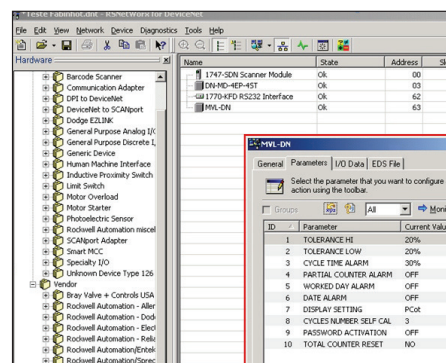 *Teste Fabinhot.dnt - RSNetWorx for DeviceNet
File Edit View Network Device Diagnostics Tools Help
Hardware
Barcode Scanner
Communication Adapter
DPI to DeviceNet
DeviceNet to SCANport
Dodge EZLINK
General Purpose Analog I/(
General Purpose Discrete I,
Generic Device
Human Machine Interface
Inductive Proximity Switch
Limit Switch
Motor Overload
Motor Starter
Photoelectric Sensor
Rockwell Automation miscel
SCANport Adapter
Smart MCC
Specialty I/O
Unknown Device Type 126
Vendor
Bray Valve + Controls USA
Rockwell Automation - Aller
Rockwell Automation - Dod
Rockwell Automation - Elec
Rockwell Automation - Relia
Rockwell Automation/Entek
Rockwell Automation/Spre
Name State Address
1747-SDN Scanner Module Ok 00
DN-MD-4EP-4ST Ok 03
1770-KFD RS232 Interface Ok 62
MVL-DN Ok 63
MVL-DN
General Parameters I/O Data EDS File
Select the parameter that you want to configure
action using the toolbar.
Groups All Moni
ID Parameter Current Valu
1 TOLERANCE HI 20%
2 TOLERANCE LOW 20%
3 CYCLE TIME ALARM 30%
4 PARTIAL COUNTER ALARM OFF
5 WORKED DAY ALARM OFF
6 DATE ALARM OFF
7 DISPLAY SETTING PCot
8 CYCLES NUMBER SELF CAL 3
9 PASSWORD ACTIVATION OFF
10 TOTAL COUNTER RESET NO